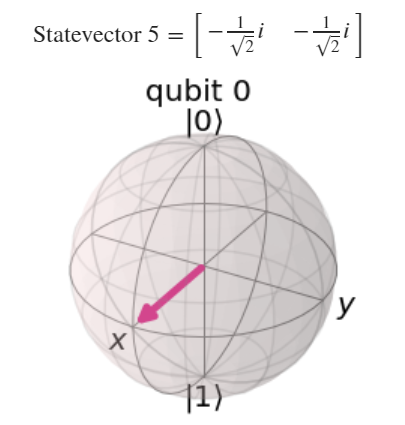 Statevector 5 = [ -1/√2 i  -1/√2 i ]
qubit 0
|0⟩
y
x
|1⟩